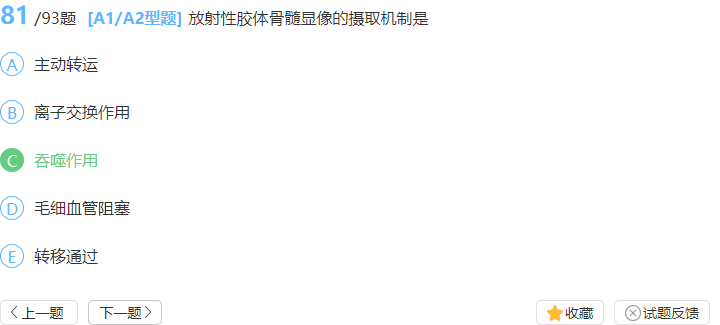 81 /93题 [A1/A2型题] 放射性胶体骨髓显像的摄取机制是
A 主动转运
B 离子交换作用
C 吞噬作用
D 毛细血管阻塞
E 转移通过
上一题 下一题 收藏 试题反馈